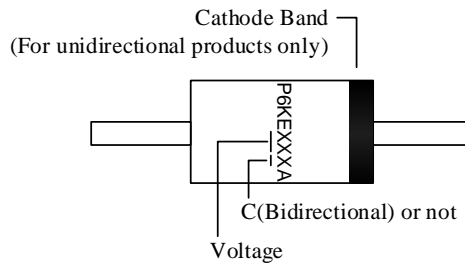 Cathode Band
(For unidirectional products only)
P6KEXXXA
C(Bidirectional) or not
Voltage